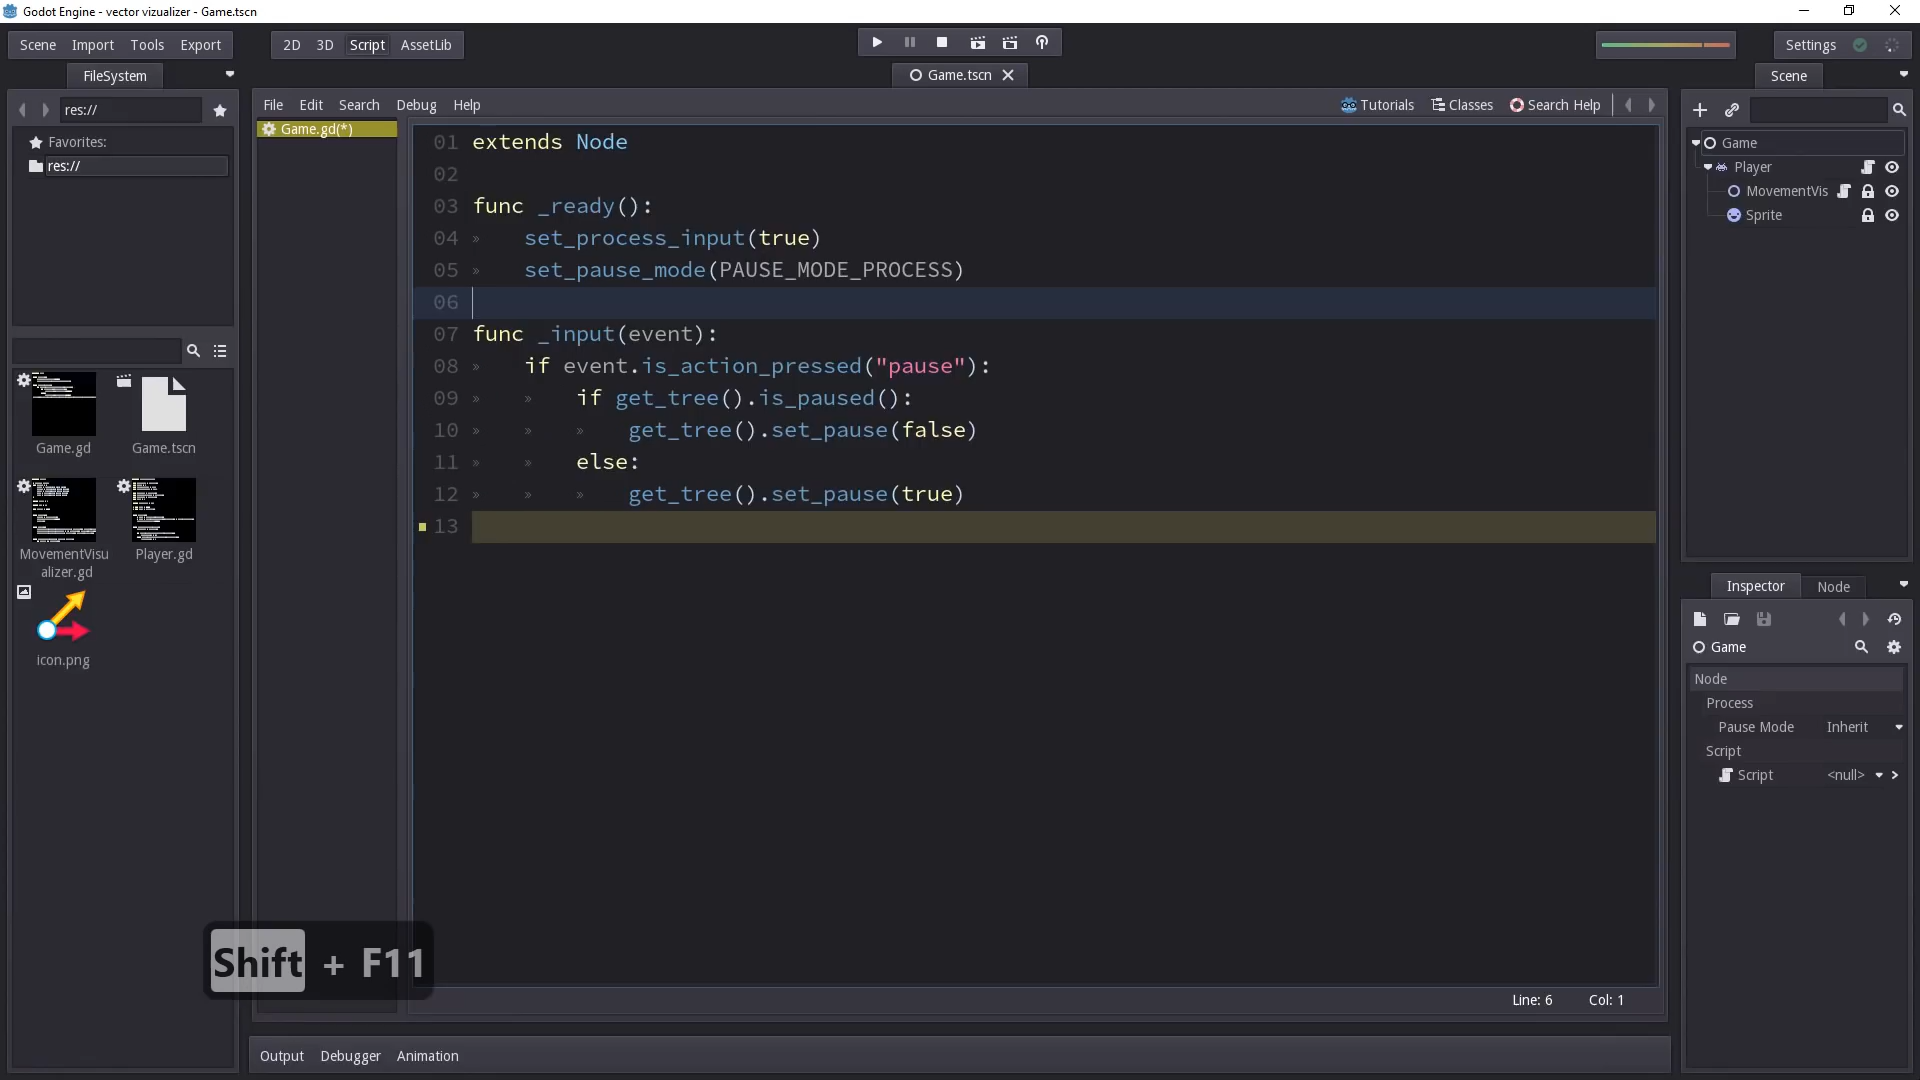 Godot Engine - vector vizualizer - Game.tscn
Scene Import Tools Export
2D 3D Script AssetLib
Settings
FileSystem
Game.tscn
Scene
res://
File Edit Search Debug Help
Tutorials Classes Search Help
Favorites:
res://
Game.gd(*)
01 extends Node
02
03 func _ready():
04 set_process_input(true)
05 set_pause_mode(PAUSE_MODE_PROCESS)
06
07 func _input(event):
08 if event.is_action_pressed("pause"):
09 if get_tree().is_paused():
10 get_tree().set_pause(false)
11 else:
12 get_tree().set_pause(true)
13
Game.gd
Game.tscn
MovementVisu
alizer.gd
Player.gd
icon.png
Game
Player
MovementVis
Sprite
Inspector Node
Game
Node
Process
Pause Mode Inherit
Script
Script <null>
Shift + F11
Line: 6 Col: 1
Output Debugger Animation